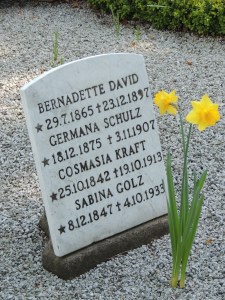 BERNADETTE DAVID
★29.7.1865 ✝23.12.1897
GERMANA SCHULZ
★18.12.1875 ✝3.11.1907
COSMASIA KRAFT
★25.10.1842 ✝19.10.1913
SABINA GOLZ
★8.12.1847 ✝4.10.1933